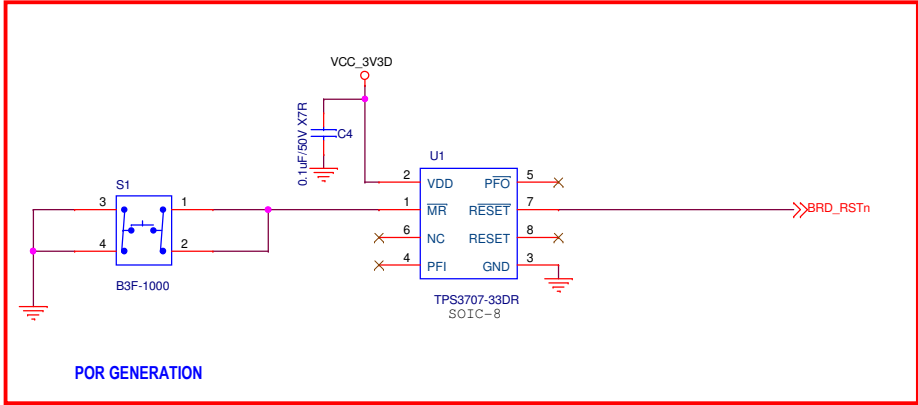 VCC_3V3D
0.1uF/50V X7R
C4
U1
2 VDD PFO 5
S1
3 1
1 MR RESET 7
BRD_RSTn
6 NC RESET 8
4 2
4 PFI GND 3
B3F-1000
TPS3707-33DR
SOIC-8
POR GENERATION